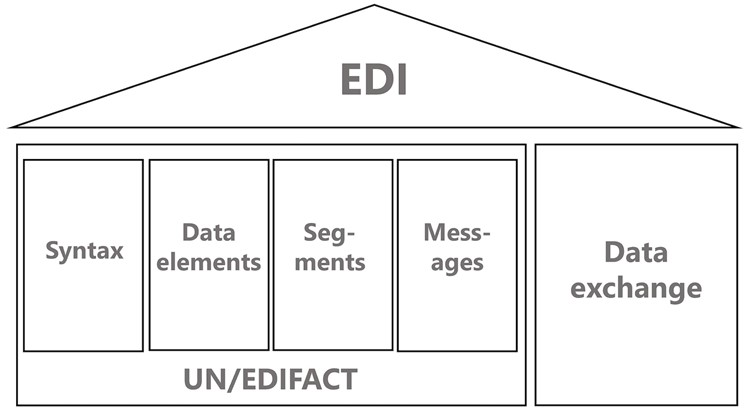 EDI
Syntax
Data
elements
Seg-
ments
Mess-
ages
UN/EDIFACT
Data
exchange